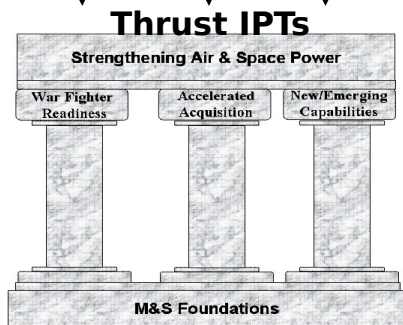 Thrust IPTs
Strengthening Air & Space Power
War Fighter
Readiness
Accelerated
Acquisition
New/Emerging
Capabilities
M&S Foundations